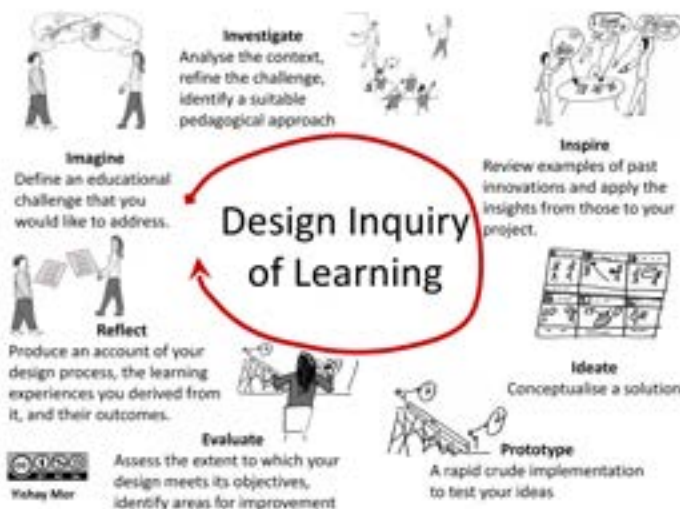 Investigate
Analyse the context,
refine the challenge,
identify a suitable
pedagogical approach
Imagine
Define an educational
challenge that you
would like to address.
Inspire
Review examples of past
innovations and apply the
insights from those to your
project.
Design Inquiry
of Learning
Reflect
Produce an account of your
design process, the learning
experiences you derived from
it, and their outcomes.
Ideate
Conceptualise a solution
Evaluate
Assess the extent to which your
design meets its objectives,
identify areas for improvement
Prototype
A rapid crude implementation
to test your ideas
Yishay Mor